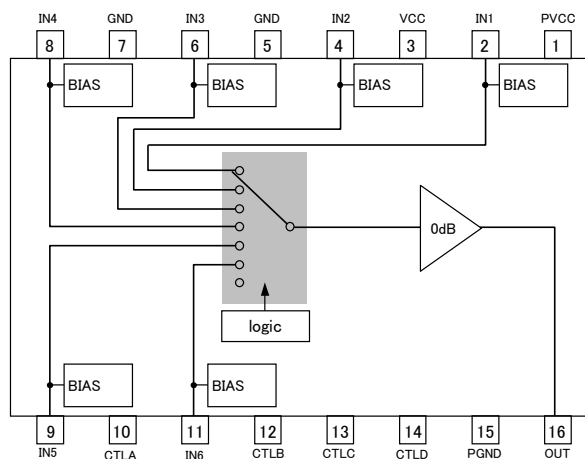 IN4 GND IN3 GND IN2 VCC IN1 PVCC
8 7 6 5 4 3 2 1
BIAS BIAS BIAS BIAS
0dB
logic
BIAS BIAS
9 10 11 12 13 14 15 16
IN5 CTLA IN6 CTLB CTLC CTLD PGND OUT